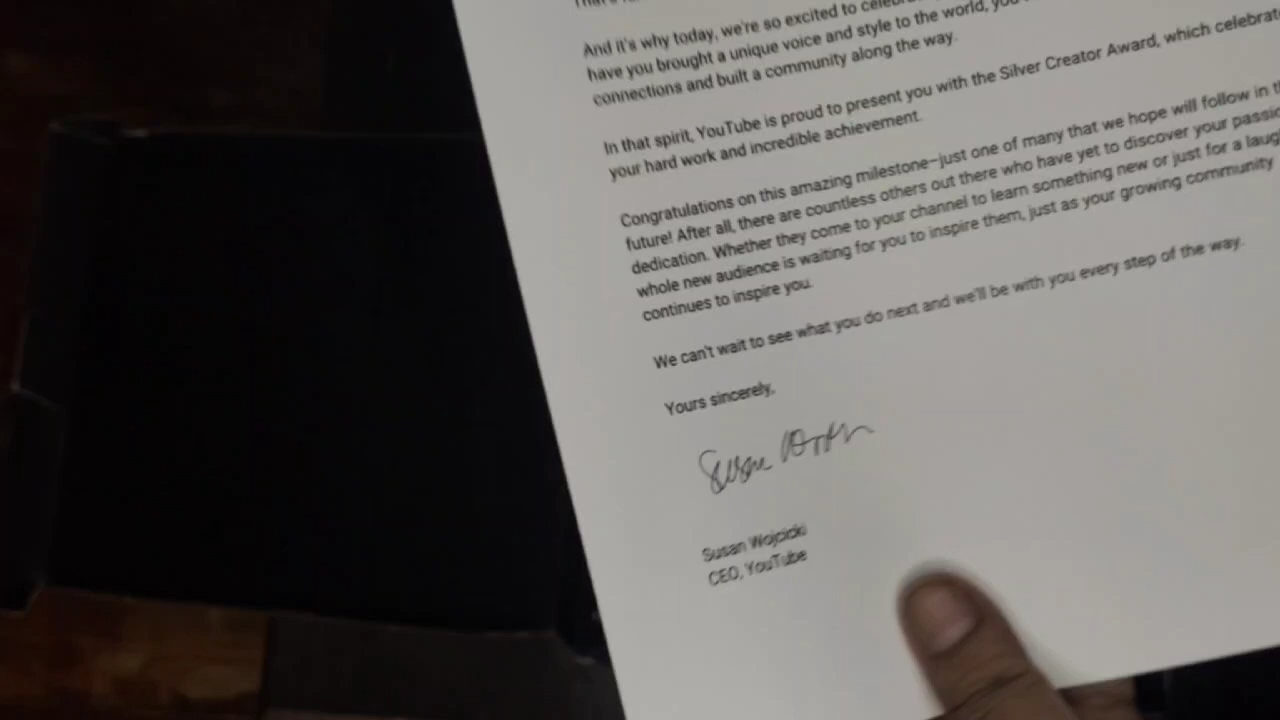 And it's why today, we're so excited to
have you brought a unique voice and style to the world, you
connections and built a community along the way.
In that spirit, YouTube is proud to present you with the Silver Creator Award, which
your hard work and incredible achievement.
Congratulations on this amazing milestone–just one of many that we hope will follow in
future! After all, there are countless others out there who have yet to discover your
dedication. Whether they come to your channel to learn something new or just for a
whole new audience is waiting for you to inspire them, just as your growing community
continues to inspire you.
We can't wait to see what you do next and we'll be with you every step of the way.
Yours sincerely,
Susan Wojcicki
CEO, YouTube